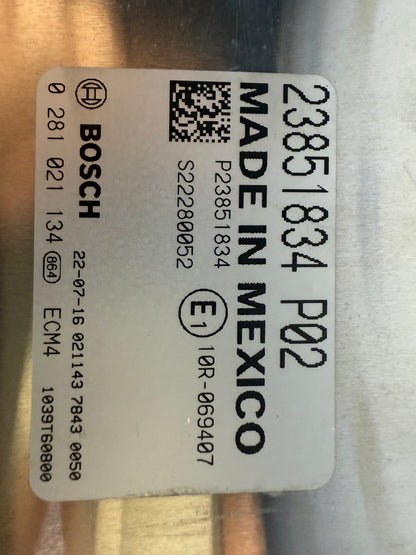 23851834 P02
MADE IN MEXICO
P23851834
S22280052
E1 10R-069407
BOSCH
22-07-16 021143 7843 0050
0 281 021 134 864 ECM4 1039T60800